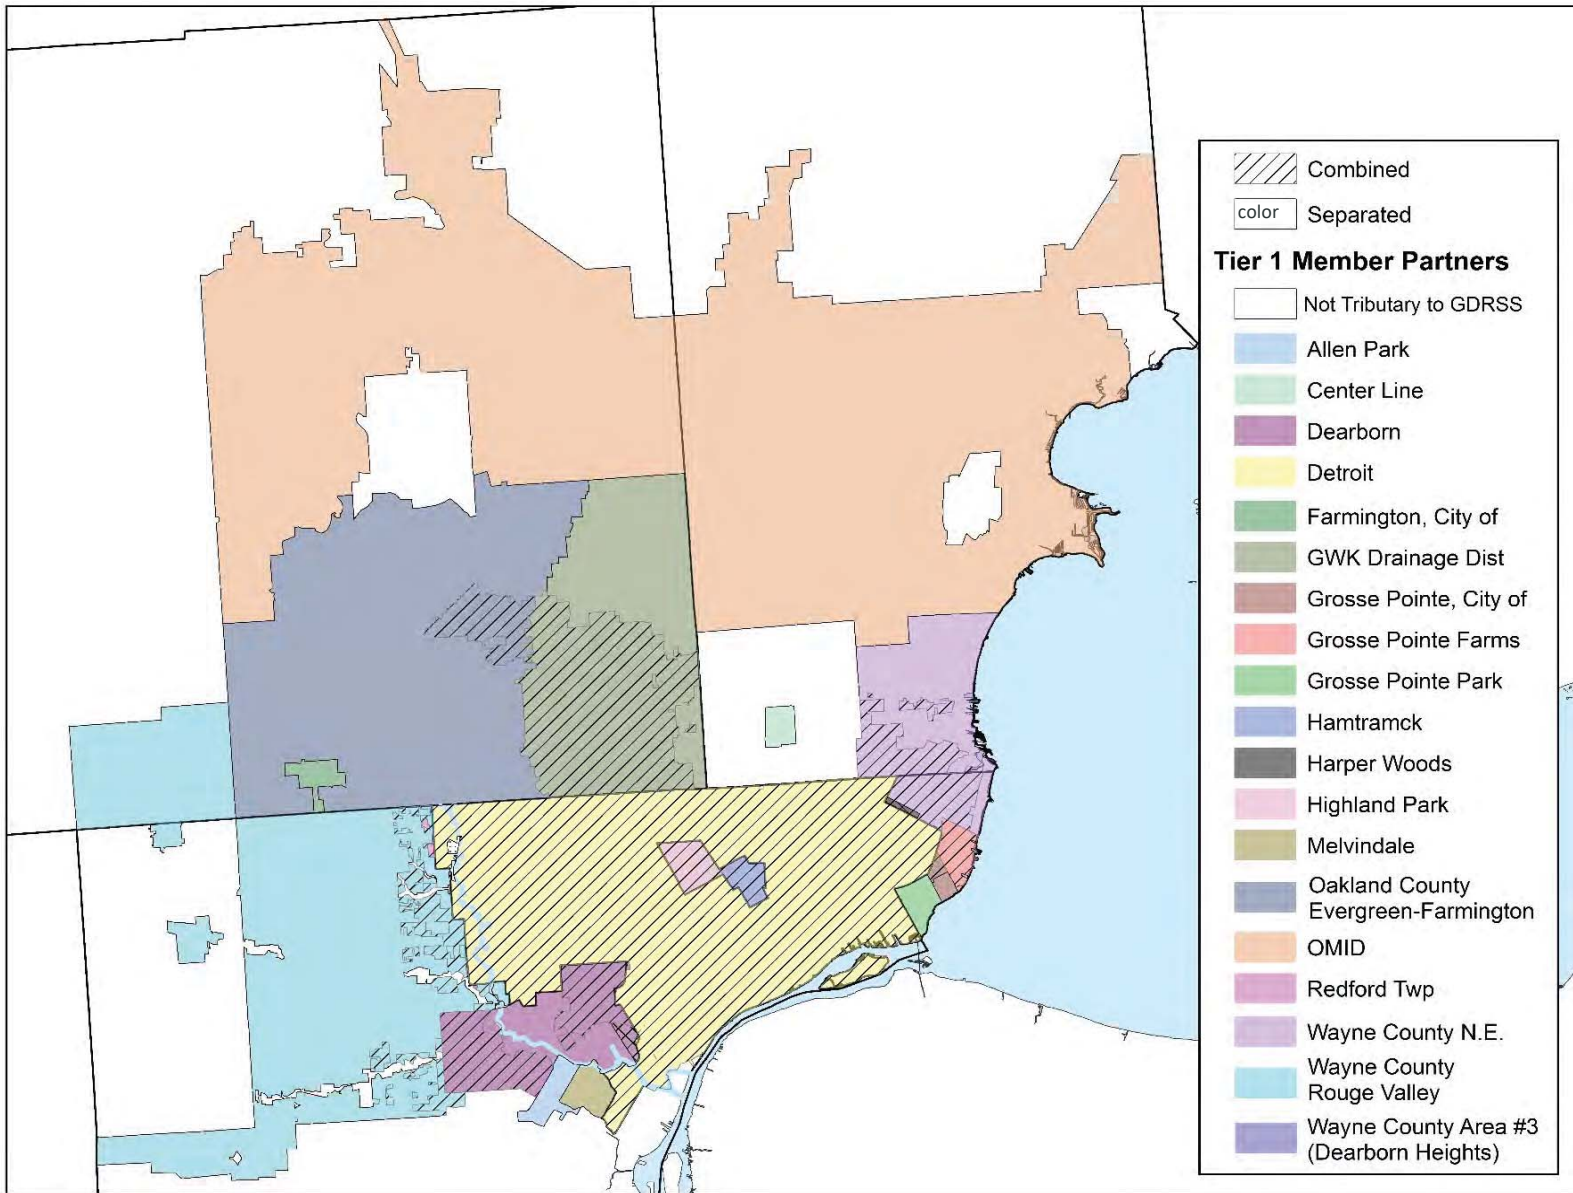 Combined
color Separated
Tier 1 Member Partners
Not Tributary to GDRSS
Allen Park
Center Line
Dearborn
Detroit
Farmington, City of
GWK Drainage Dist
Grosse Pointe, City of
Grosse Pointe Farms
Grosse Pointe Park
Hamtramck
Harper Woods
Highland Park
Melvindale
Oakland County
Evergreen-Farmington
OMID
Redford Twp
Wayne County N.E.
Wayne County
Rouge Valley
Wayne County Area #3
(Dearborn Heights)